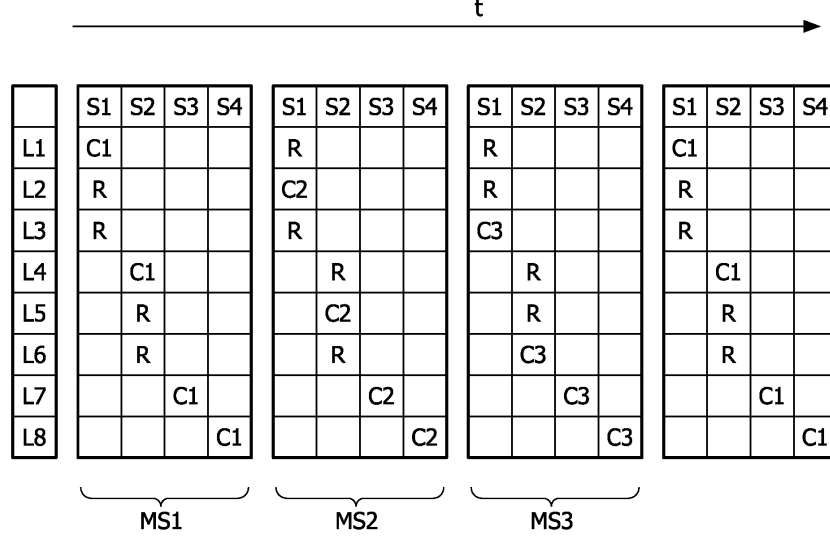 t
S1 S2 S3 S4 S1 S2 S3 S4 S1 S2 S3 S4 S1 S2 S3 S4
L1 C1 R R C1
L2 R C2 R R
L3 R R C3 R
L4 C1 R R C1
L5 R C2 R R
L6 R R C3 R
L7 C1 C2 C3 C1
L8 C1 C2 C3 C1
MS1 MS2 MS3